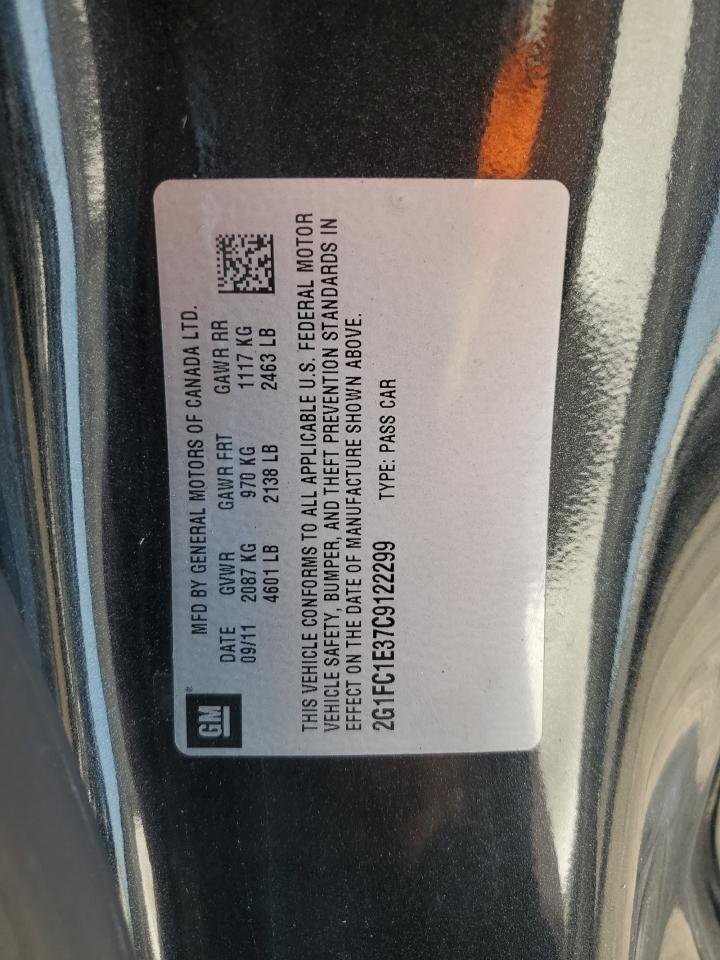 GM®
MFD BY GENERAL MOTORS OF CANADA LTD.
DATE GVWR GAWR FRT GAWR RR
09/11 2087 KG 970 KG 1117 KG
4601 LB 2138 LB 2463 LB
THIS VEHICLE CONFORMS TO ALL APPLICABLE U.S. FEDERAL MOTOR
VEHICLE SAFETY, BUMPER, AND THEFT PREVENTION STANDARDS IN
EFFECT ON THE DATE OF MANUFACTURE SHOWN ABOVE.
2G1FC1E37C9122299 TYPE: PASS CAR